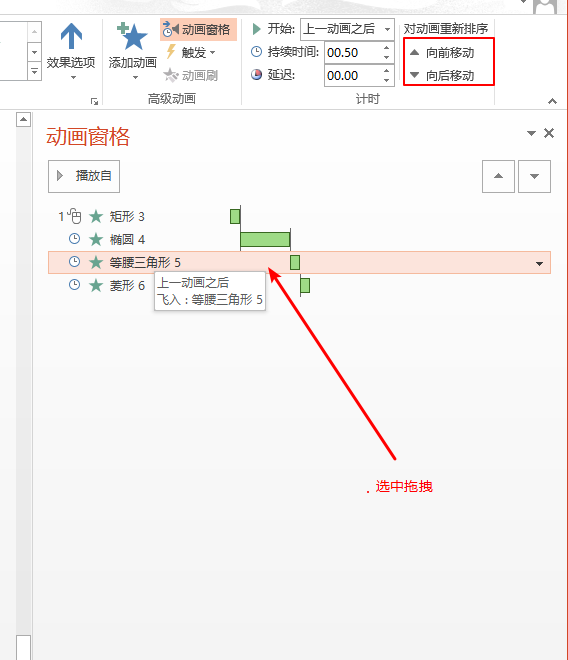 效果选项
添加动画
动画窗格
触发
动画刷
高级动画
开始: 上一动画之后
持续时间: 00.50
延迟: 00.00
计时
对动画重新排序
向前移动
向后移动
动画窗格
播放自
1 矩形 3
椭圆 4
等腰三角形 5
菱形 6
上一动画之后
飞入 : 等腰三角形 5
. 选中拖拽